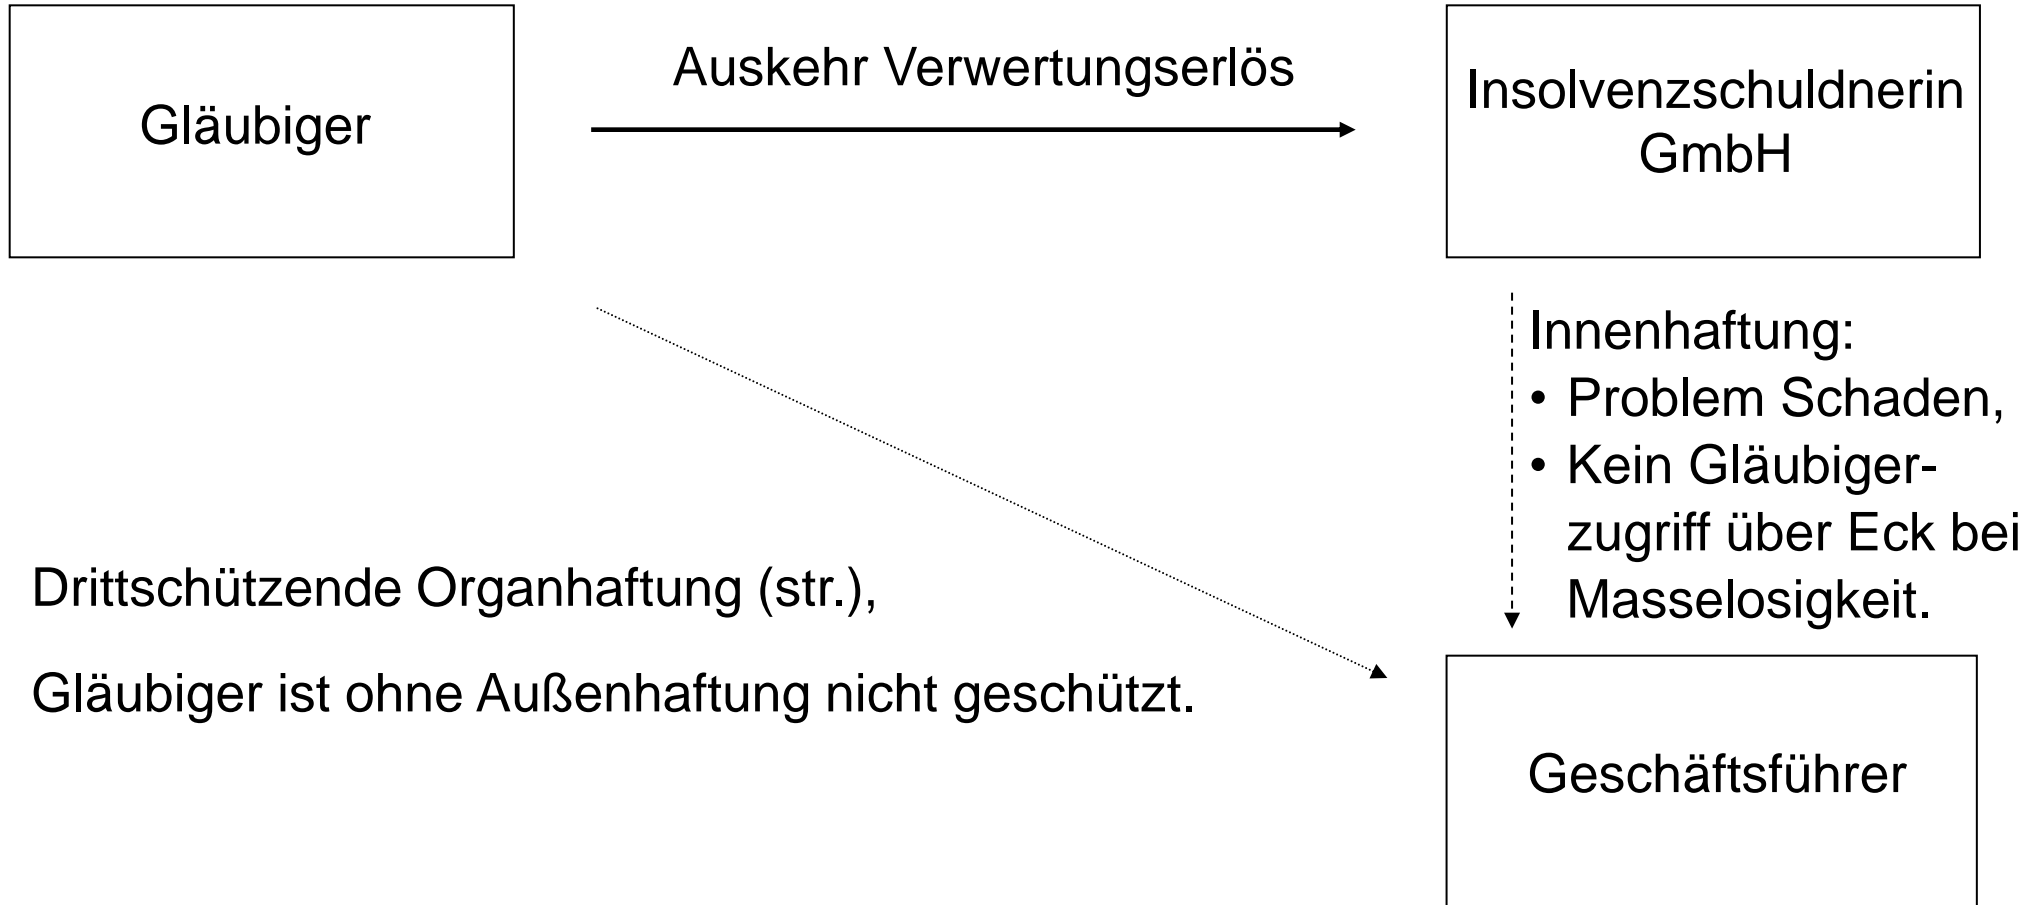 Gläubiger
Auskehr Verwertungserlös
Insolvenzschuldnerin
GmbH
Innenhaftung:
• Problem Schaden,
• Kein Gläubiger-
zugriff über Eck bei
Masselosigkeit.
Drittschützende Organhaftung (str.),
Gläubiger ist ohne Außenhaftung nicht geschützt.
Geschäftsführer